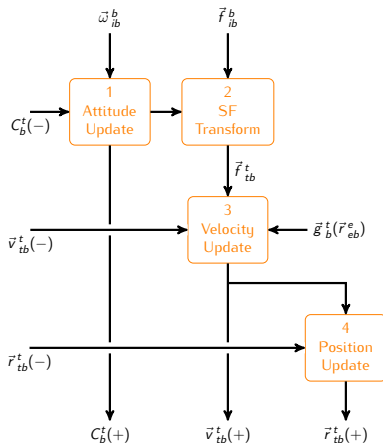 ω⃗ᵇᵢb f⃗ᵇᵢb
1 2
Attitude SF
Update Transform
Cᵗb(−)
f⃗ᵗtb
3
Velocity
Update
v⃗ᵗtb(−) g⃗ᵗb(r⃗ᵉeb)
4
Position
Update
r⃗ᵗtb(−)
Cᵗb(+) v⃗ᵗtb(+) r⃗ᵗtb(+)